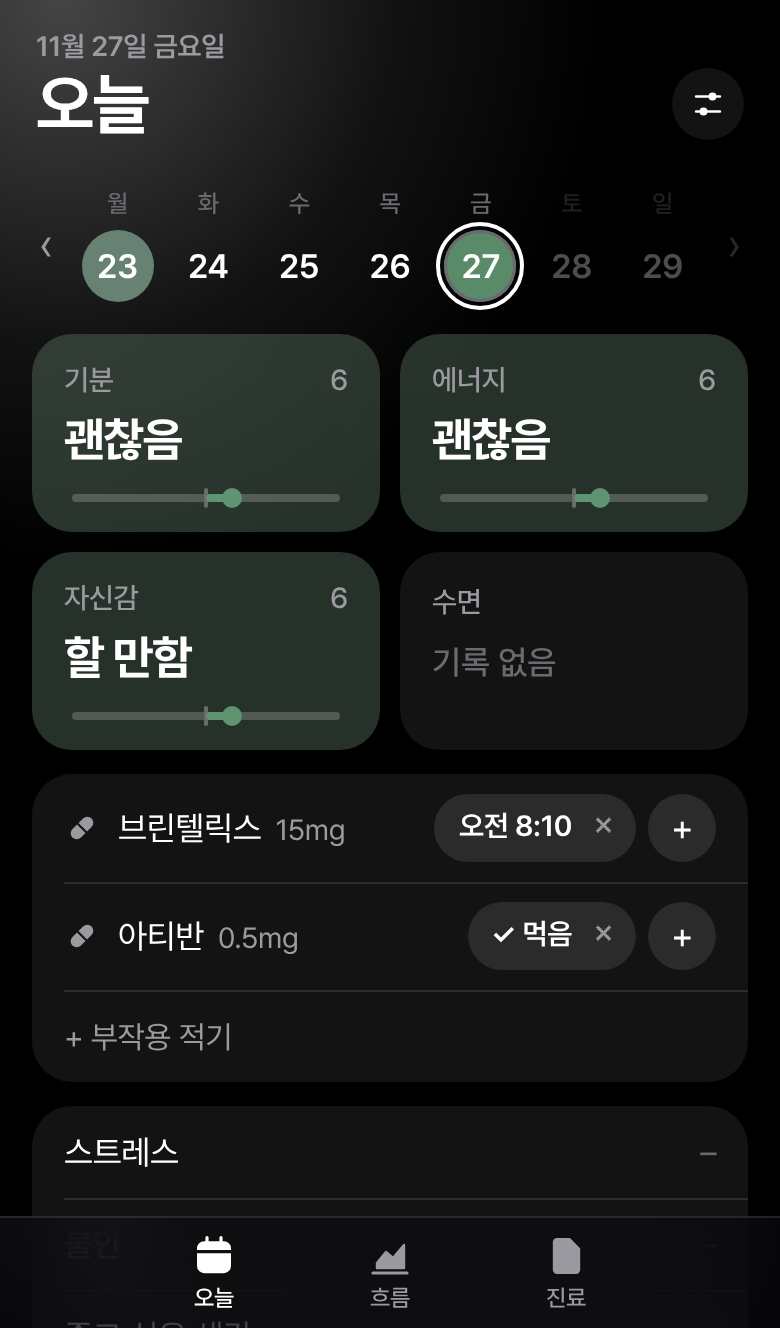 11월 27일 금요일
오늘
월 화 수 목 금 토 일
‹ 23 24 25 26 27 28 29 ›
기분 6
괜찮음
에너지 6
괜찮음
자신감 6
할 만함
수면
기록 없음
브린텔릭스 15mg 오전 8:10 ✕ +
아티반 0.5mg ✓ 먹음 ✕ +
+ 부작용 적기
스트레스 –
불안 –
오늘 흐름 진료